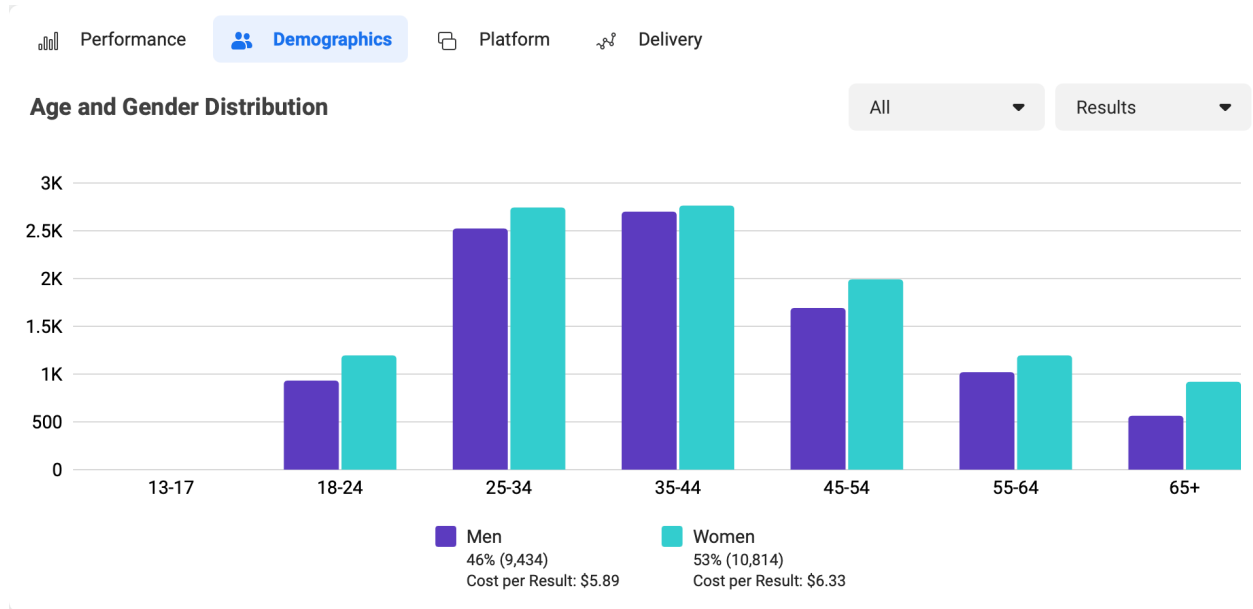 Performance
Demographics
Platform
Delivery
Age and Gender Distribution
All
Results
3K
2.5K
2K
1.5K
1K
500
0
13-17
18-24
25-34
35-44
45-54
55-64
65+
Men
46% (9,434)
Cost per Result: $5.89
Women
53% (10,814)
Cost per Result: $6.33